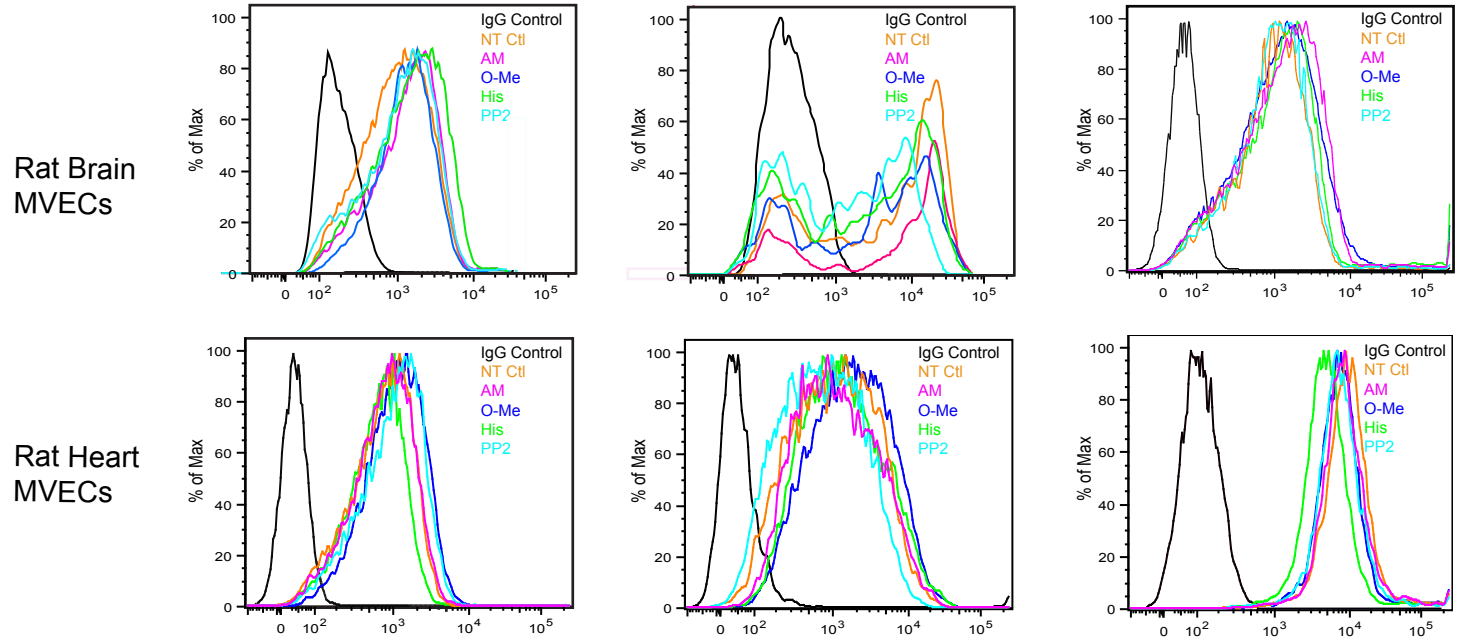 Rat Brain
MVECs
% of Max
100
80
60
40
20
0
0 10² 10³ 10⁴ 10⁵
IgG Control
NT Ctl
AM
O-Me
His
PP2
% of Max
100
80
60
40
20
0
0 10² 10³ 10⁴ 10⁵
IgG Control
NT Ctl
AM
O-Me
His
PP2
% of Max
100
80
60
40
20
0
0 10² 10³ 10⁴ 10⁵
IgG Control
NT Ctl
AM
O-Me
His
PP2
Rat Heart
MVECs
% of Max
100
80
60
40
20
0
0 10² 10³ 10⁴ 10⁵
IgG Control
NT Ctl
AM
O-Me
His
PP2
% of Max
100
80
60
40
20
0
0 10² 10³ 10⁴ 10⁵
IgG Control
NT Ctl
AM
O-Me
His
PP2
% of Max
100
80
60
40
20
0
0 10² 10³ 10⁴ 10⁵
IgG Control
NT Ctl
AM
O-Me
His
PP2